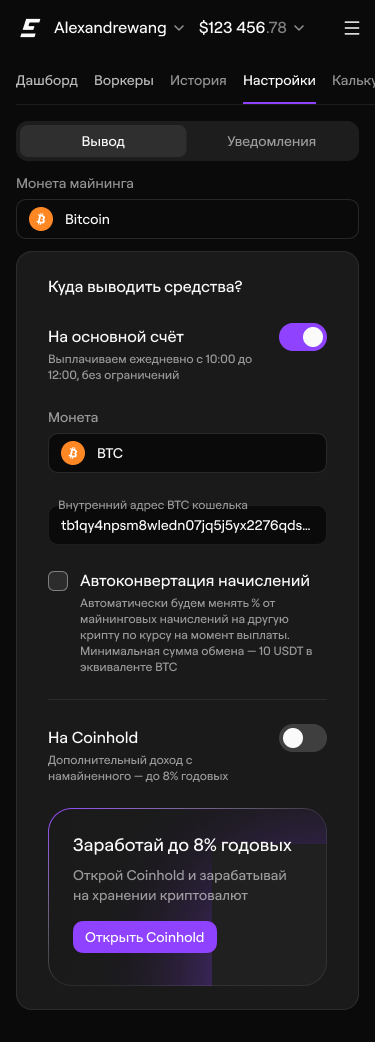 Alexandrewang $123 456.78
Дашборд Воркеры История Настройки Кальку
Вывод Уведомления
Монета майнинга
Bitcoin
Куда выводить средства?
На основной счёт
Выплачиваем ежедневно с 10:00 до
12:00, без ограничений
Монета
BTC
Внутренний адрес BTC кошелька
tb1qy4npsm8wledn07jq5j5yx2276qds...
Автоконвертация начислений
Автоматически будем менять % от
майнинговых начислений на другую
крипту по курсу на момент выплаты.
Минимальная сумма обмена — 10 USDT в
эквиваленте BTC
На Coinhold
Дополнительный доход с
намайненного — до 8% годовых
Заработай до 8% годовых
Открой Coinhold и зарабатывай
на хранении криптовалют
Открыть Coinhold